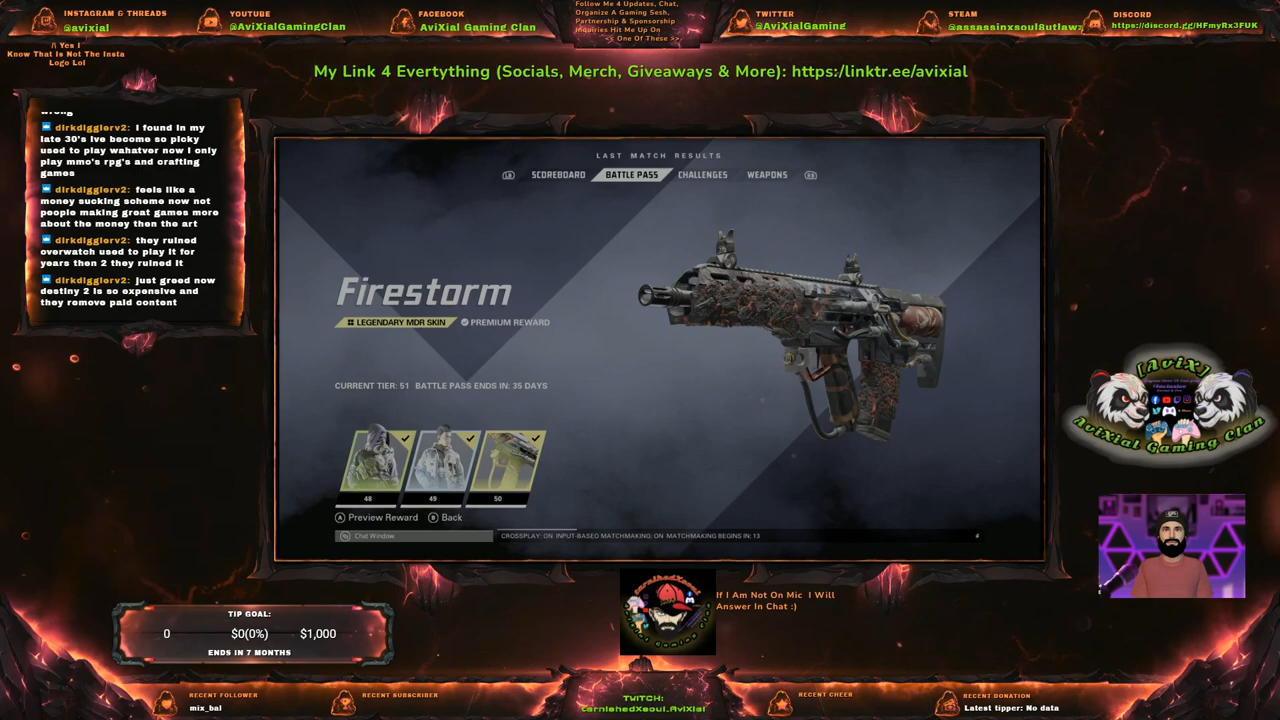 INSTAGRAM & THREADS
@avixial
YOUTUBE
@AviXialGamingClan
FACEBOOK
AviXial Gaming Clan
Follow Me 4 Updates, Chat,
Organize A Gaming Sesh,
Partnership & Sponsorship
Inquiries Hit Me Up On
<< One Of These >>
TWITTER
@AviXialGaming
STEAM
@assassinxsoul8utlawz
DISCORD
https://discord.gg/HFmyRx3FUK
/\ Yes I
Know That Is Not The Insta
Logo Lol
My Link 4 Evertything (Socials, Merch, Giveaways & More): https:/linktr.ee/avixial
wrong
dirkdigglerv2: I found in my
late 30's ive become so picky
used to play wahatver now I only
play mmo's rpg's and crafting
games
dirkdigglerv2: feels like a
money sucking scheme now not
people making great games more
about the money then the art
dirkdigglerv2: they ruined
overwatch used to play it for
years then 2 they ruined it
dirkdigglerv2: just greed now
destiny 2 is so expensive and
they remove paid content
LAST MATCH RESULTS
LB
SCOREBOARD
BATTLE PASS
CHALLENGES
WEAPONS
RB
Firestorm
LEGENDARY MDR SKIN
PREMIUM REWARD
CURRENT TIER: 51 BATTLE PASS ENDS IN: 35 DAYS
48
49
50
A Preview Reward
B Back
Chat Window
CROSSPLAY: ON INPUT-BASED MATCHMAKING: ON MATCHMAKING BEGINS IN: 13
[AviX]
AviXial Gaming Clan
If I Am Not On Mic I Will
Answer In Chat :)
TIP GOAL:
0
$0(0%)
$1,000
ENDS IN 7 MONTHS
RECENT FOLLOWER
mix_bal
RECENT SUBSCRIBER
TWITCH:
tarnishedXsoul_AviXial
RECENT CHEER
RECENT DONATION
Latest tipper: No data